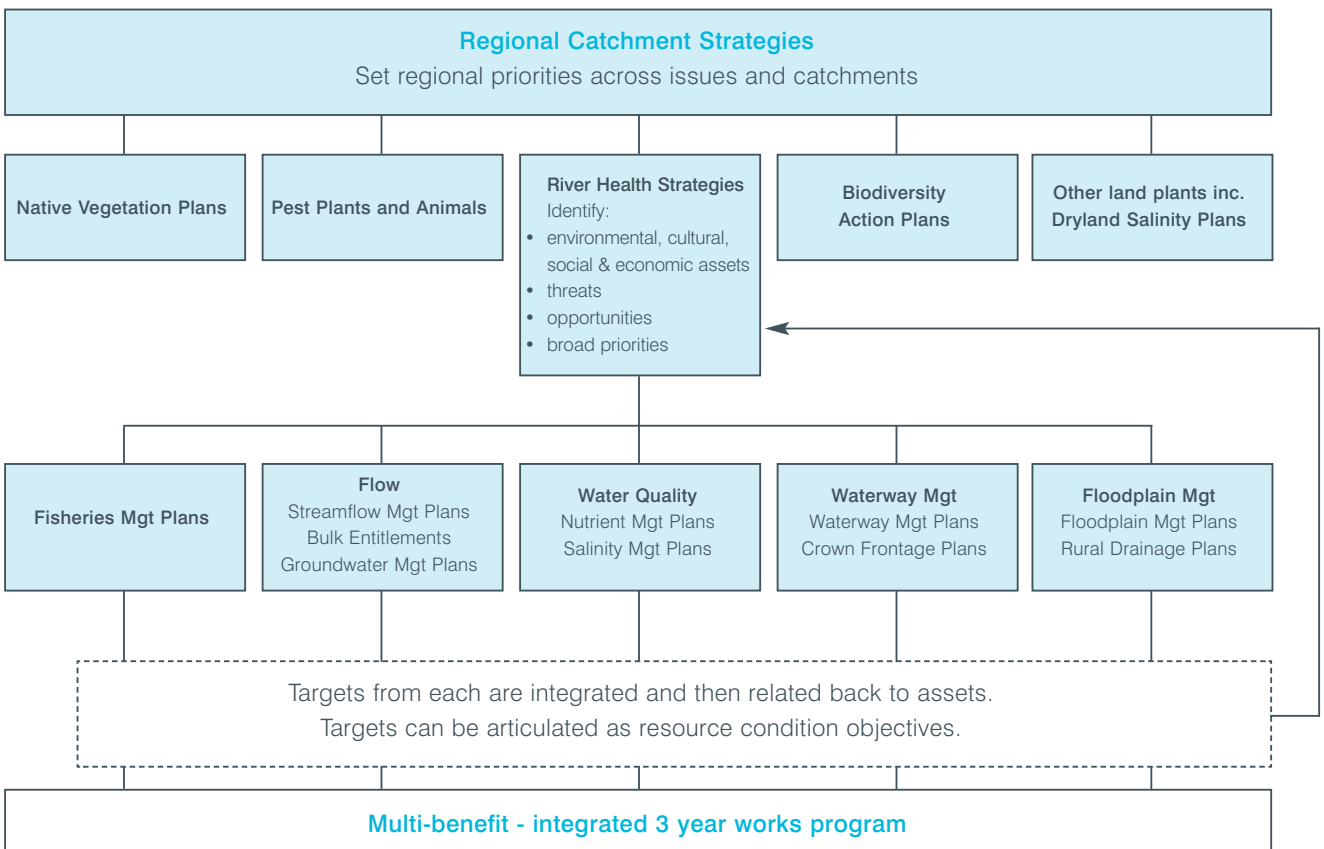 Regional Catchment Strategies
Set regional priorities across issues and catchments
Native Vegetation Plans
Pest Plants and Animals
River Health Strategies
Identify:
• environmental, cultural,
social & economic assets
• threats
• opportunities
• broad priorities
Biodiversity
Action Plans
Other land plants inc.
Dryland Salinity Plans
Fisheries Mgt Plans
Flow
Streamflow Mgt Plans
Bulk Entitlements
Groundwater Mgt Plans
Water Quality
Nutrient Mgt Plans
Salinity Mgt Plans
Waterway Mgt
Waterway Mgt Plans
Crown Frontage Plans
Floodplain Mgt
Floodplain Mgt Plans
Rural Drainage Plans
Targets from each are integrated and then related back to assets.
Targets can be articulated as resource condition objectives.
Multi-benefit - integrated 3 year works program